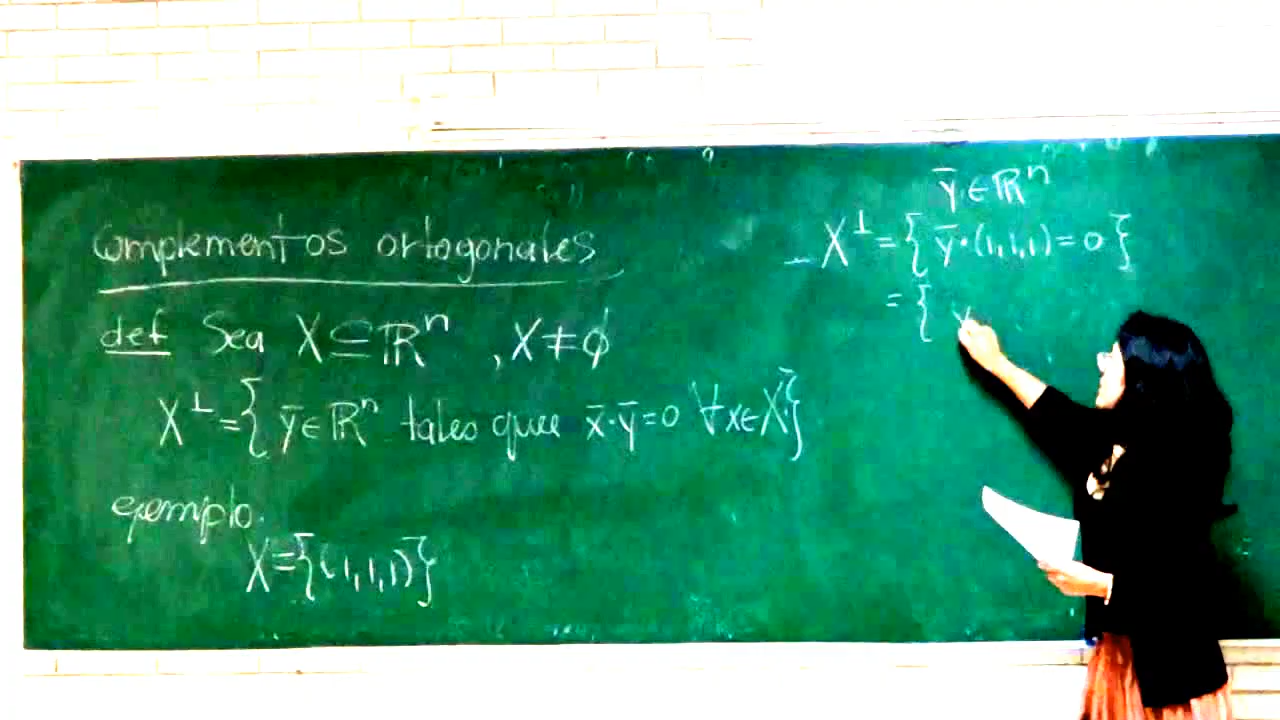 Complementos ortogonales
def Sea X ⊆ ℝⁿ , X ≠ ∅
X^⊥ = { ȳ ∈ ℝⁿ tales que x̄·ȳ = 0 ∀ x ∈ X }
ejemplo.
X = {(1,1,1)}
ȳ ∈ ℝⁿ
X^⊥ = { ȳ·(1,1,1) = 0 }
= {